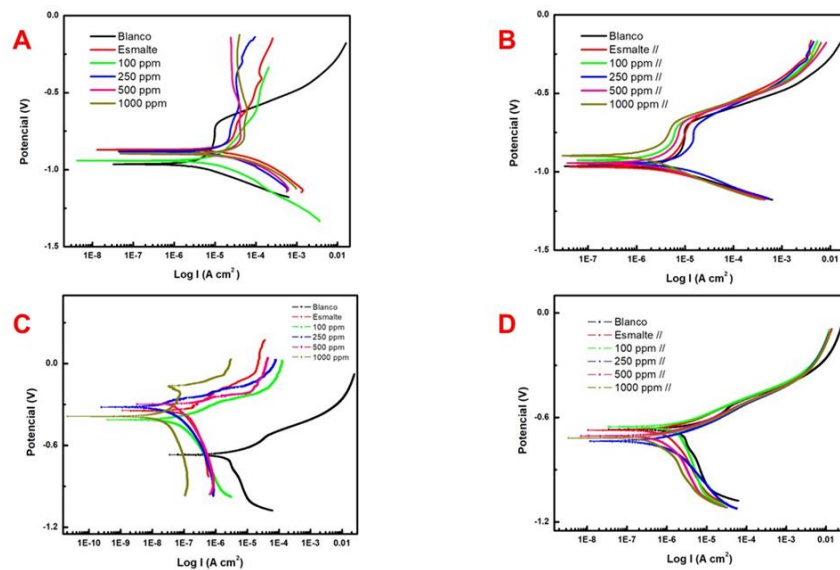 A
Blanco
Esmalte
100 ppm
250 ppm
500 ppm
1000 ppm
Potencial (V)
0.0
-0.5
-1.0
-1.5
1E-8 1E-7 1E-6 1E-5 1E-4 1E-3 0.01
Log I (A cm²)
B
Blanco
Esmalte //
100 ppm //
250 ppm //
500 ppm //
1000 ppm //
Potencial (V)
0.0
-0.5
-1.0
-1.5
1E-7 1E-6 1E-5 1E-4 1E-3 0.01
Log I (A cm²)
C
Blanco
Esmalte
100 ppm
250 ppm
500 ppm
1000 ppm
Potencial (V)
0.0
-0.6
-1.2
1E-10 1E-9 1E-8 1E-7 1E-6 1E-5 1E-4 1E-3 0.01
Log I (A cm²)
D
Blanco
Esmalte //
100 ppm //
250 ppm //
500 ppm //
1000 ppm //
Potencial (V)
0.0
-0.6
-1.2
1E-8 1E-7 1E-6 1E-5 1E-4 1E-3 0.01
Log I (A cm²)